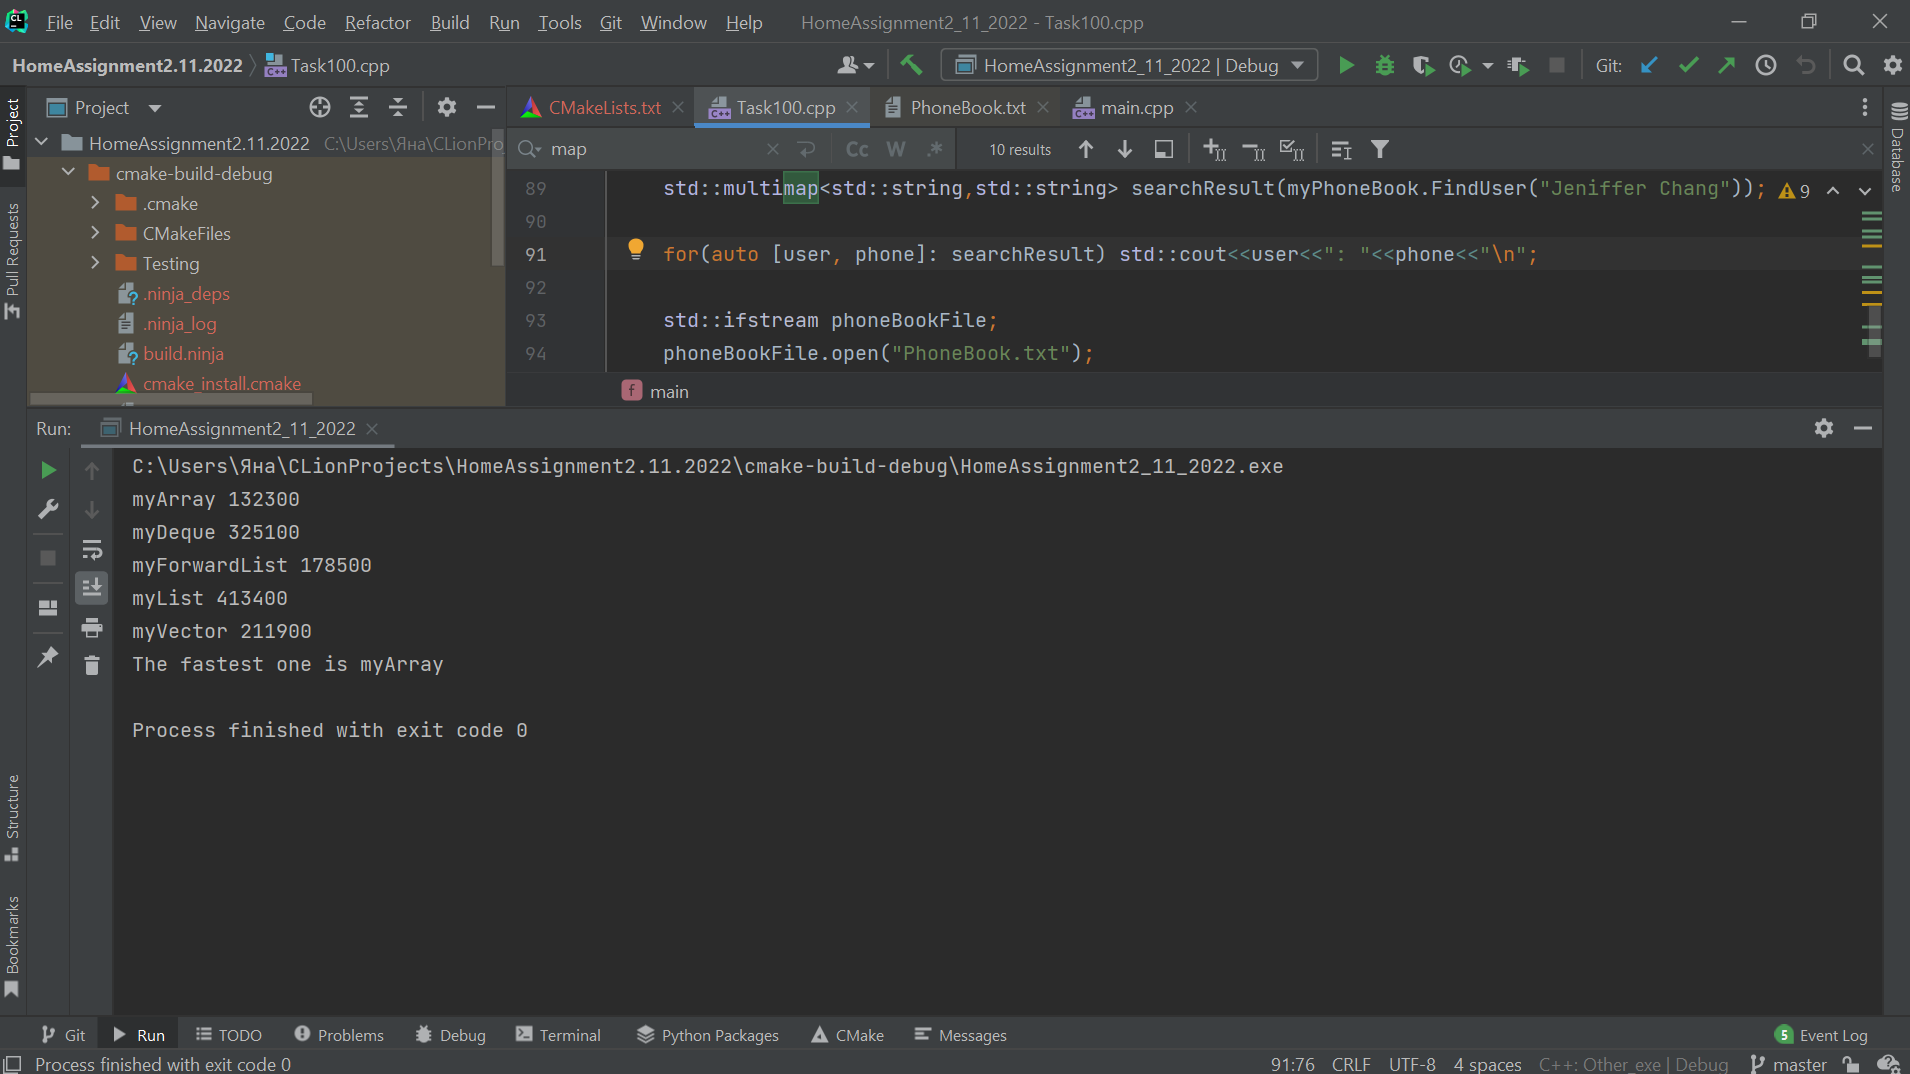 File Edit View Navigate Code Refactor Build Run Tools Git Window Help HomeAssignment2_11_2022 - Task100.cpp
HomeAssignment2.11.2022 Task100.cpp HomeAssignment2_11_2022 | Debug Git:
Project
CMakeLists.txt Task100.cpp PhoneBook.txt main.cpp
HomeAssignment2.11.2022 C:\Users\Яна\CLionPro
cmake-build-debug
.cmake
CMakeFiles
Testing
.ninja_deps
.ninja_log
build.ninja
cmake_install.cmake
map Cc W .* 10 results
89 std::multimap<std::string,std::string> searchResult(myPhoneBook.FindUser("Jeniffer Chang")); 9
90
91 for(auto [user, phone]: searchResult) std::cout<<user<<": "<<phone<<"\n";
92
93 std::ifstream phoneBookFile;
94 phoneBookFile.open("PhoneBook.txt");
f main
Run: HomeAssignment2_11_2022
C:\Users\Яна\CLionProjects\HomeAssignment2.11.2022\cmake-build-debug\HomeAssignment2_11_2022.exe
myArray 132300
myDeque 325100
myForwardList 178500
myList 413400
myVector 211900
The fastest one is myArray
Process finished with exit code 0
Project
Pull Requests
Structure
Bookmarks
Database
Git Run TODO Problems Debug Terminal Python Packages CMake Messages 5 Event Log
Process finished with exit code 0 91:76 CRLF UTF-8 4 spaces C++: Other_exe | Debug master